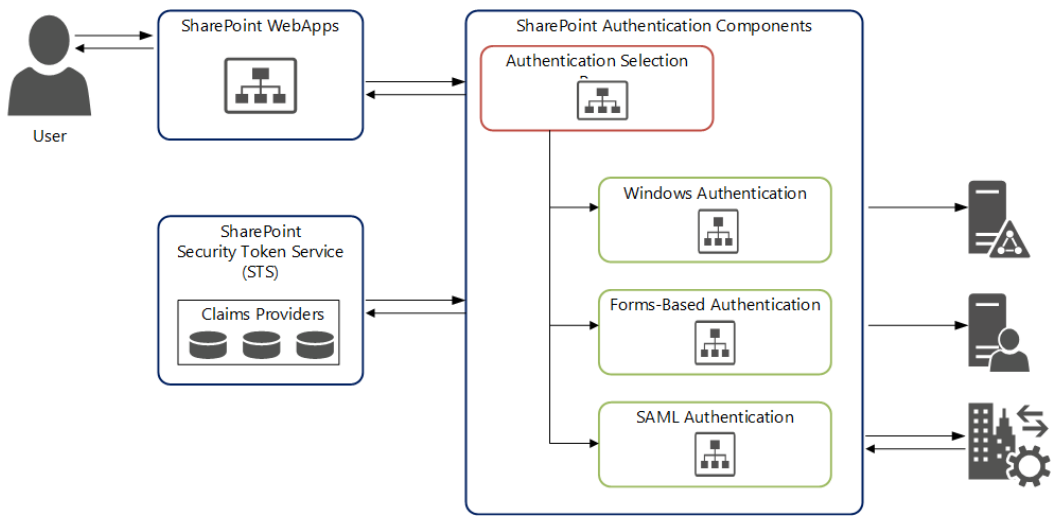 SharePoint WebApps
User
SharePoint Authentication Components
Authentication Selection
Windows Authentication
SharePoint
Security Token Service
(STS)
Claims Providers
Forms-Based Authentication
SAML Authentication